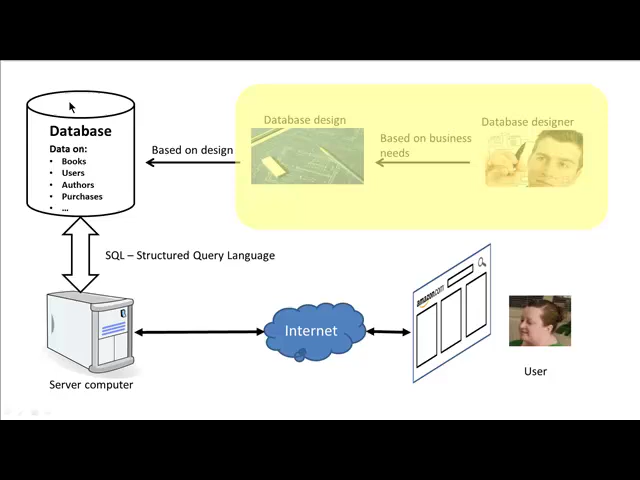 Database
Data on:
• Books
• Users
• Authors
• Purchases
• ...
Based on design
Database design
Based on business
needs
Database designer
SQL – Structured Query Language
Server computer
Internet
amazon.com
User